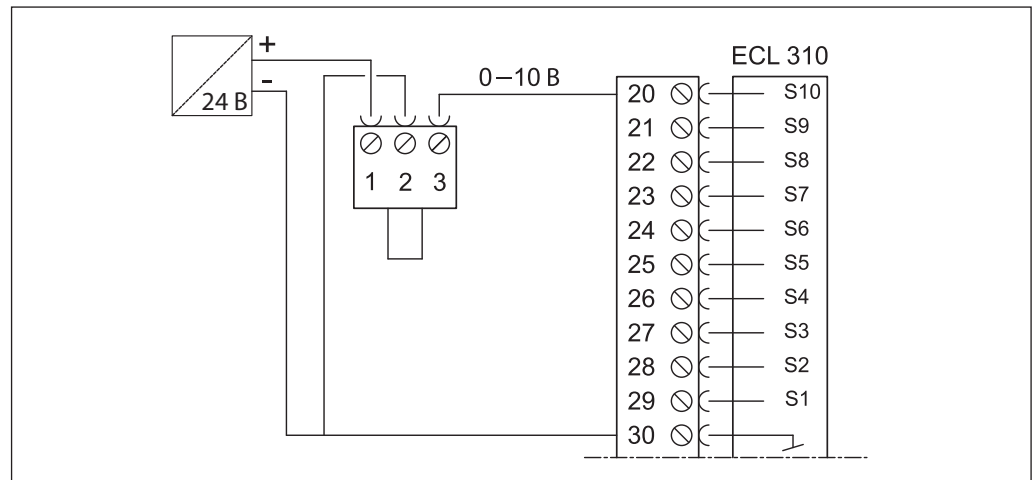 +
-
24 В
1 2 3
0–10 В
ECL 310
20 S10
21 S9
22 S8
23 S7
24 S6
25 S5
26 S4
27 S3
28 S2
29 S1
30